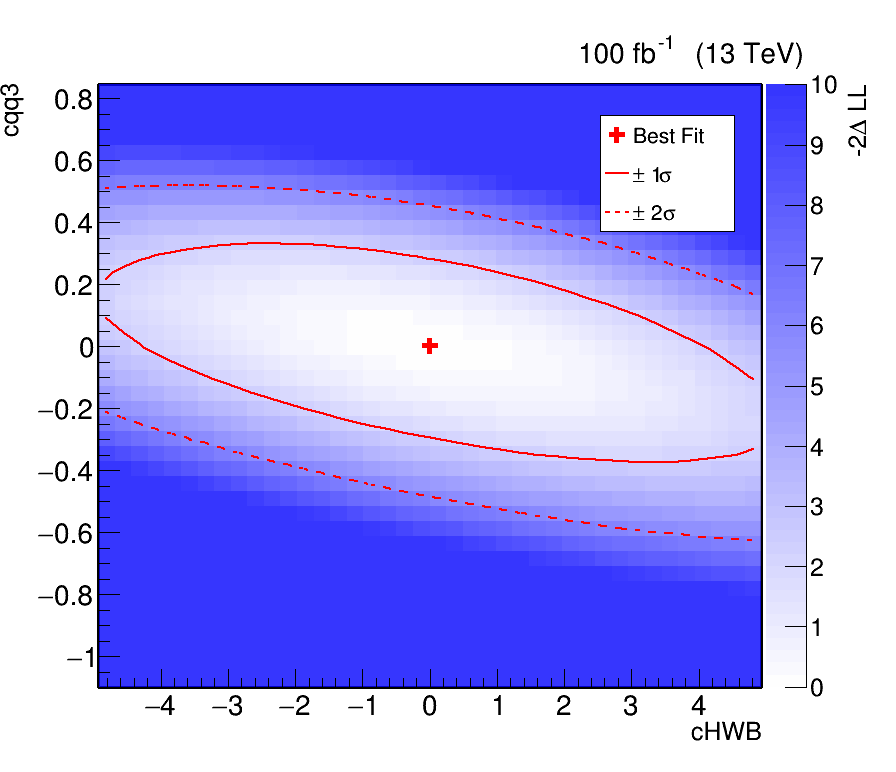 100 fb⁻¹ (13 TeV)
cqq3
0.8
0.6
0.4
0.2
0
−0.2
−0.4
−0.6
−0.8
−1
Best Fit
± 1σ
± 2σ
10
9
8
7
6
5
4
3
2
1
0
-2Δ LL
−4 −3 −2 −1 0 1 2 3 4
cHWB